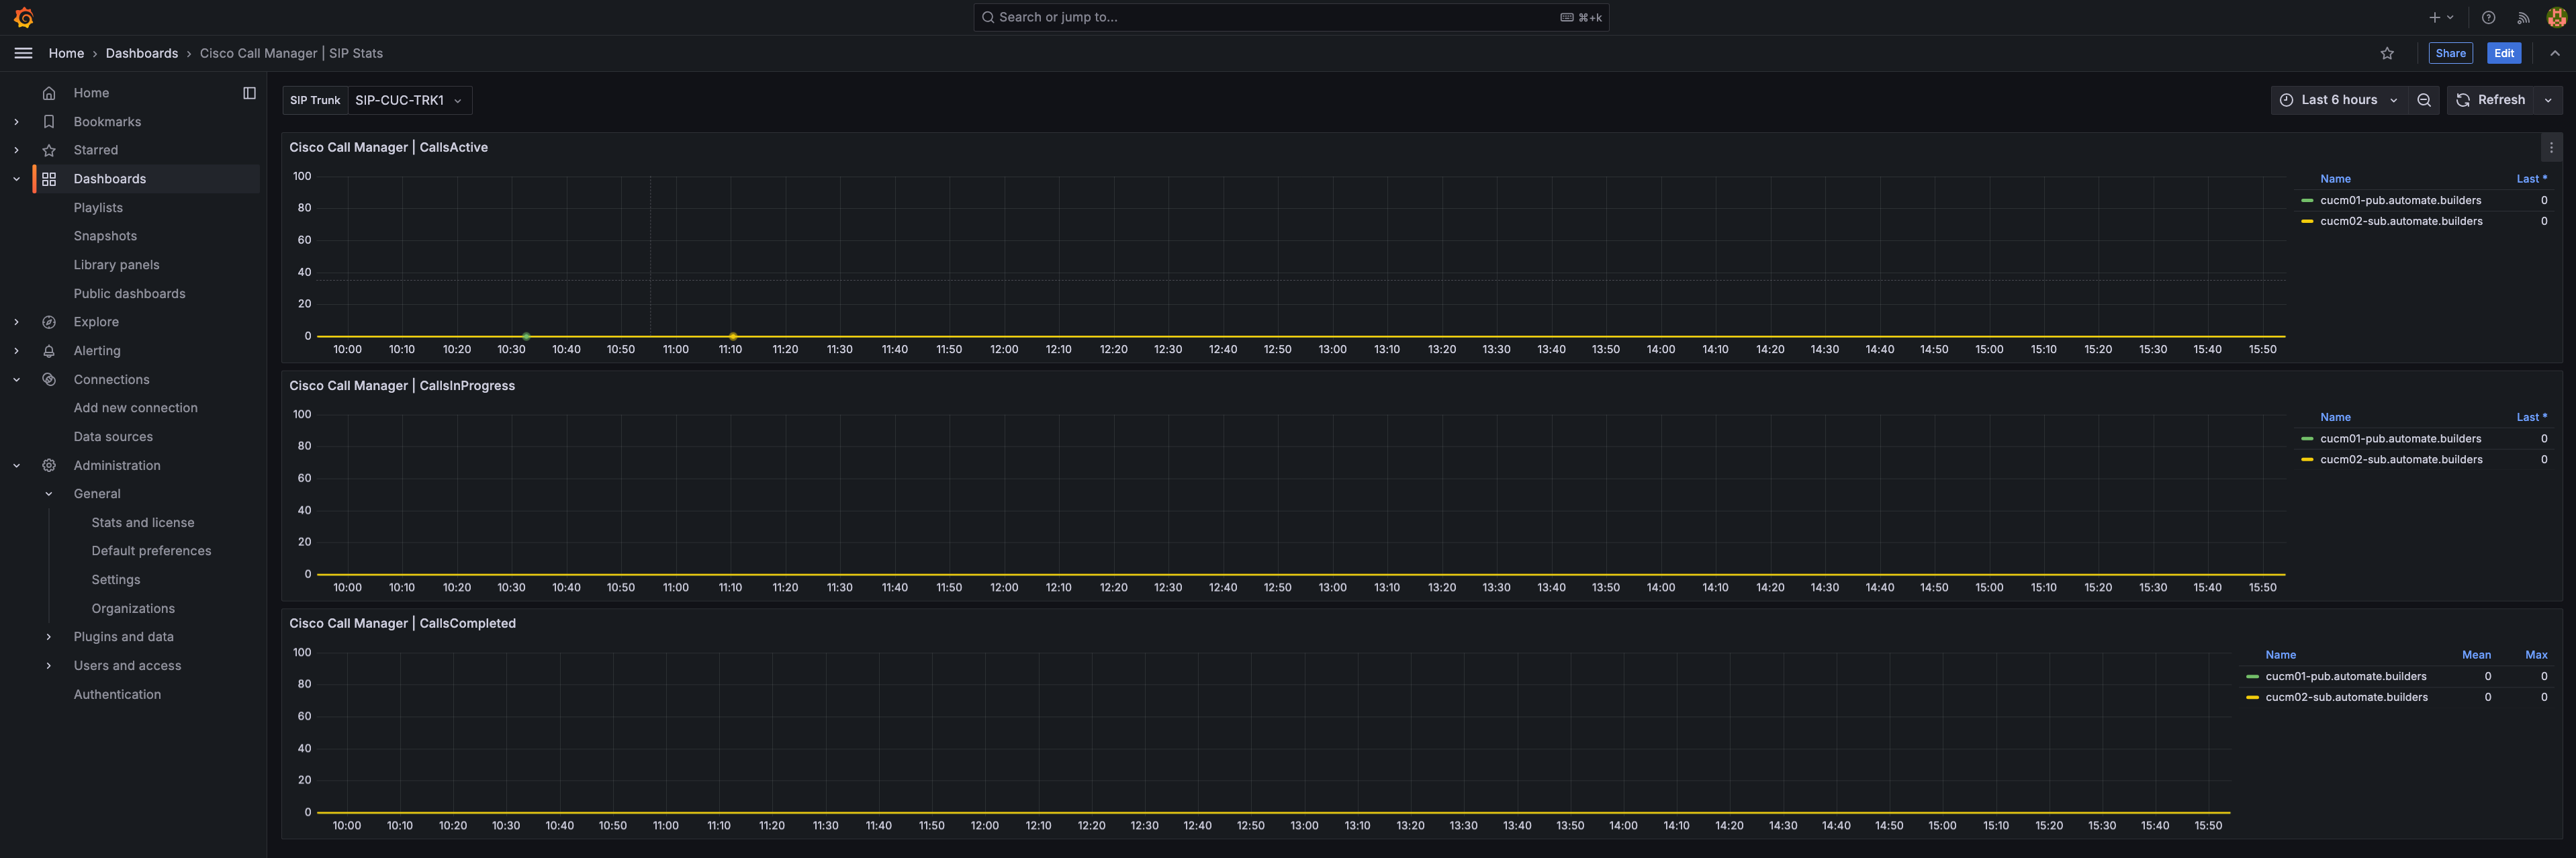 Search or jump to...
⌘+k
Home › Dashboards › Cisco Call Manager | SIP Stats
Share
Edit
Home
Bookmarks
Starred
Dashboards
Playlists
Snapshots
Library panels
Public dashboards
Explore
Alerting
Connections
Add new connection
Data sources
Administration
General
Stats and license
Default preferences
Settings
Organizations
Plugins and data
Users and access
Authentication
SIP Trunk SIP-CUC-TRK1
Last 6 hours
Refresh
Cisco Call Manager | CallsActive
100
80
60
40
20
0
10:00 10:10 10:20 10:30 10:40 10:50 11:00 11:10 11:20 11:30 11:40 11:50 12:00 12:10 12:20 12:30 12:40 12:50 13:00 13:10 13:20 13:30 13:40 13:50 14:00 14:10 14:20 14:30 14:40 14:50 15:00 15:10 15:20 15:30 15:40 15:50
Name Last *
cucm01-pub.automate.builders 0
cucm02-sub.automate.builders 0
Cisco Call Manager | CallsInProgress
100
80
60
40
20
0
10:00 10:10 10:20 10:30 10:40 10:50 11:00 11:10 11:20 11:30 11:40 11:50 12:00 12:10 12:20 12:30 12:40 12:50 13:00 13:10 13:20 13:30 13:40 13:50 14:00 14:10 14:20 14:30 14:40 14:50 15:00 15:10 15:20 15:30 15:40 15:50
Name Last *
cucm01-pub.automate.builders 0
cucm02-sub.automate.builders 0
Cisco Call Manager | CallsCompleted
100
80
60
40
20
0
10:00 10:10 10:20 10:30 10:40 10:50 11:00 11:10 11:20 11:30 11:40 11:50 12:00 12:10 12:20 12:30 12:40 12:50 13:00 13:10 13:20 13:30 13:40 13:50 14:00 14:10 14:20 14:30 14:40 14:50 15:00 15:10 15:20 15:30 15:40 15:50
Name Mean Max
cucm01-pub.automate.builders 0 0
cucm02-sub.automate.builders 0 0